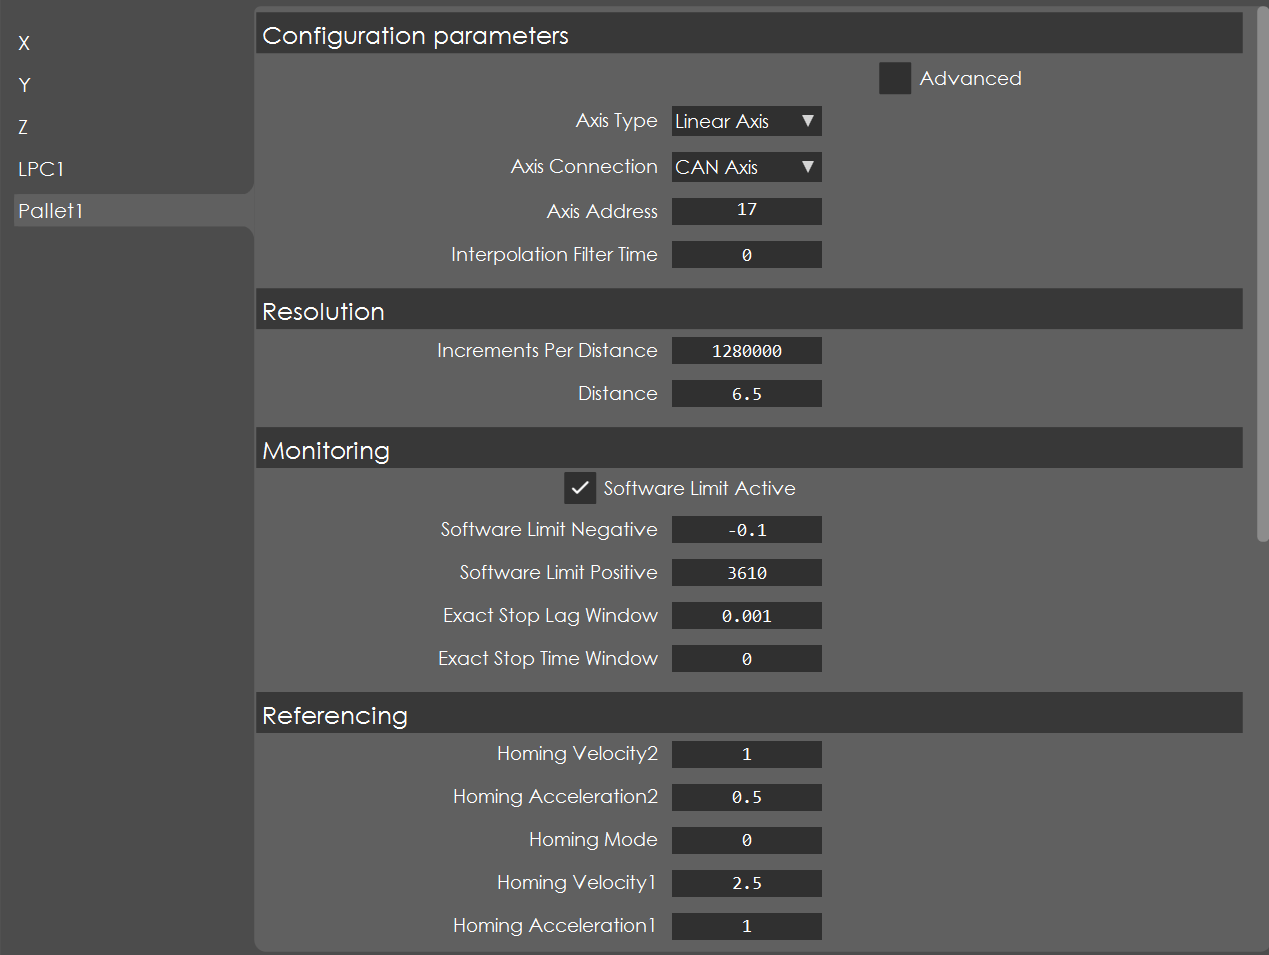 X
Y
Z
LPC1
Pallet1
Configuration parameters
Advanced
Axis Type Linear Axis ▼
Axis Connection CAN Axis ▼
Axis Address 17
Interpolation Filter Time 0
Resolution
Increments Per Distance 1280000
Distance 6.5
Monitoring
Software Limit Active
Software Limit Negative -0.1
Software Limit Positive 3610
Exact Stop Lag Window 0.001
Exact Stop Time Window 0
Referencing
Homing Velocity2 1
Homing Acceleration2 0.5
Homing Mode 0
Homing Velocity1 2.5
Homing Acceleration1 1